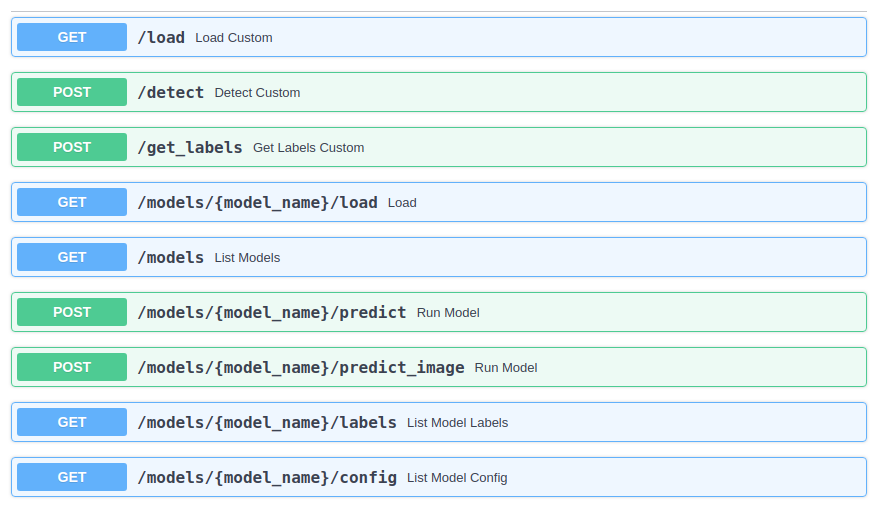 GET /load Load Custom
POST /detect Detect Custom
POST /get_labels Get Labels Custom
GET /models/{model_name}/load Load
GET /models List Models
POST /models/{model_name}/predict Run Model
POST /models/{model_name}/predict_image Run Model
GET /models/{model_name}/labels List Model Labels
GET /models/{model_name}/config List Model Config